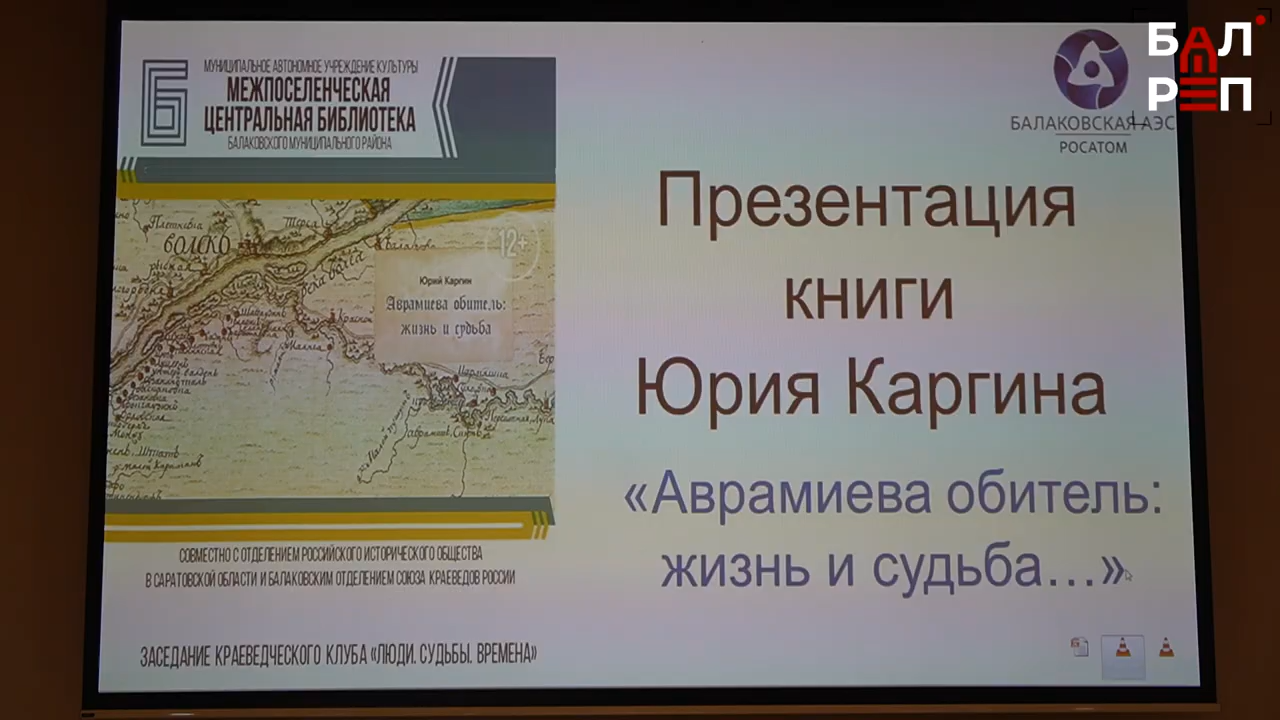 МУНИЦИПАЛЬНОЕ АВТОНОМНОЕ УЧРЕЖДЕНИЕ КУЛЬТУРЫ
МЕЖПОСЕЛЕНЧЕСКАЯ
ЦЕНТРАЛЬНАЯ БИБЛИОТЕКА
БАЛАКОВСКОГО МУНИЦИПАЛЬНОГО РАЙОНА
12+
Юрий Каргин
Аврамиева обитель:
жизнь и судьба
СОВМЕСТНО С ОТДЕЛЕНИЕМ РОССИЙСКОГО ИСТОРИЧЕСКОГО ОБЩЕСТВА
В САРАТОВСКОЙ ОБЛАСТИ И БАЛАКОВСКИМ ОТДЕЛЕНИЕМ СОЮЗА КРАЕВЕДОВ РОССИИ
ЗАСЕДАНИЕ КРАЕВЕДЧЕСКОГО КЛУБА «ЛЮДИ. СУДЬБЫ. ВРЕМЕНА»
БАЛ
РЕП
БАЛАКОВСКАЯ АЭС
РОСАТОМ
Презентация
книги
Юрия Каргина
«Аврамиева обитель:
жизнь и судьба...»